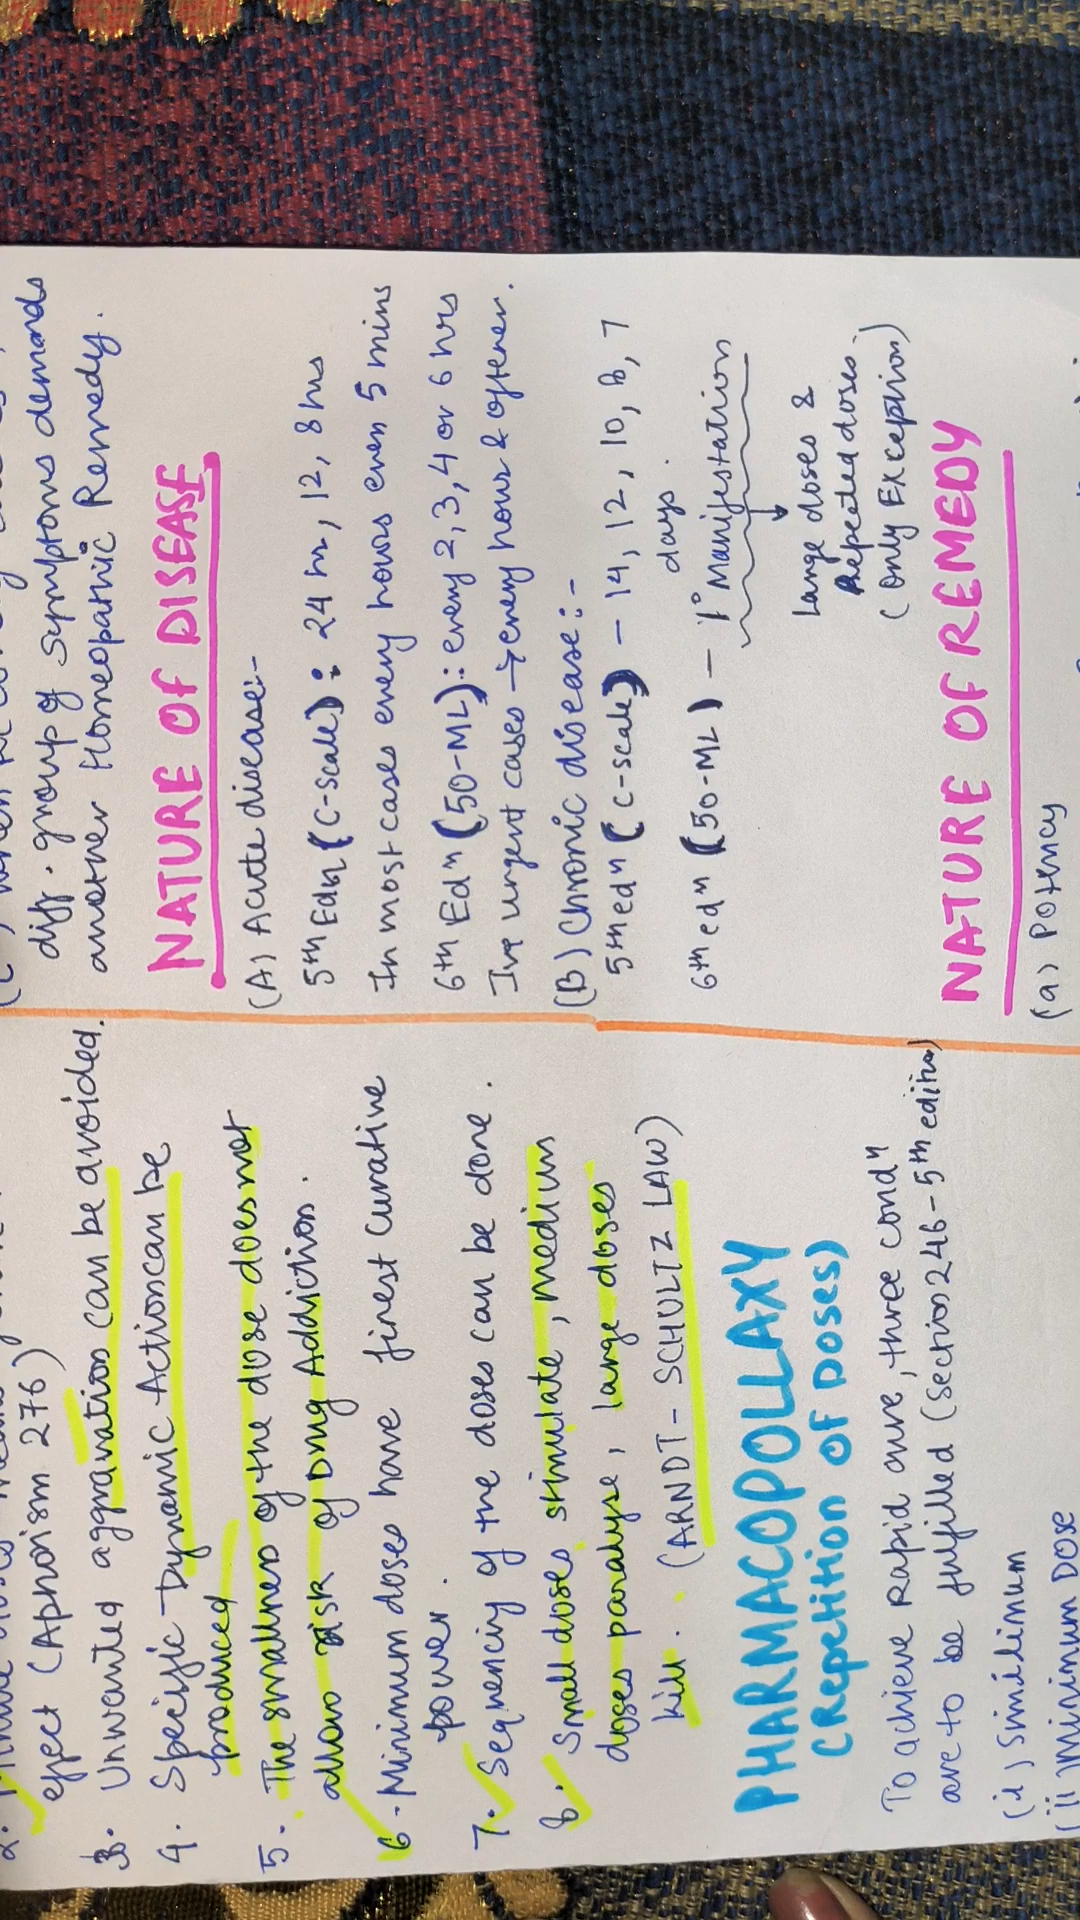 effect (Aphorism 276)
3. Unwanted aggravation can be avoided.
4. Specific Dynamic Action can be
produced
5. The smallness of the dose does not
allow risk of Drug Addiction.
6. Minimum doses have finest curative
power.
7. Sequencing of the doses can be done.
8. Small doses stimulate, medium
doses paralyse, large doses
kill. (ARNDT-SCHULTZ LAW)
PHARMACOPOLLAXY
(Repetition of Doses)
To achieve Rapid cure, three condⁿ
are to be fulfilled (section 246-5th edition)
(i) Similimum
(ii) Minimum Dose
diff. group of symptoms demands
another Homeopathic Remedy.
NATURE OF DISEASE
(A) Acute disease:-
5th Edn (C-scale): 24 hr, 12, 8 hrs
In most cases every hours even 5 mins
6th Edⁿ (50-ML): every 2, 3, 4 or 6 hrs
urgent cases → every hour & oftener.
(B) Chronic disease:-
5th edⁿ (C-scale) - 14, 12, 10, 8, 7
days.
6th edⁿ (50-ML) - 1° Manifestation
↓
large doses &
Repeated doses.
(Only Exception)
NATURE OF REMEDY
(a) Potency